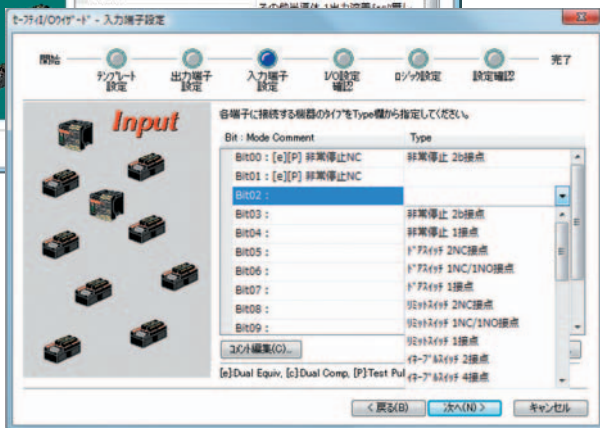 セーフティI/Oウィザード - 入力端子設定
開始
テンプレート設定
出力端子設定
入力端子設定
I/O設定確認
ロジック設定
設定確認
完了
Input
各端子に接続する機器のタイプをType欄から指定してください。
Bit : Mode Comment Type
Bit00 : [e][P] 非常停止NC 非常停止 2b接点
Bit01 : [e][P] 非常停止NC
Bit02 :
Bit03 : 非常停止 2b接点
Bit04 : 非常停止 1接点
Bit05 : ドアスイッチ 2NC接点
Bit06 : ドアスイッチ 1NC/1NO接点
Bit07 : ドアスイッチ 1接点
Bit08 : リミットスイッチ 2NC接点
Bit09 : リミットスイッチ 1NC/1NO接点
リミットスイッチ 1接点
コメント編集(C)... イネーブルスイッチ 2接点
[e]:Dual Equiv, [c]:Dual Comp, [P]:Test Pul イネーブルスイッチ 4接点
< 戻る(B) 次へ(N) > キャンセル